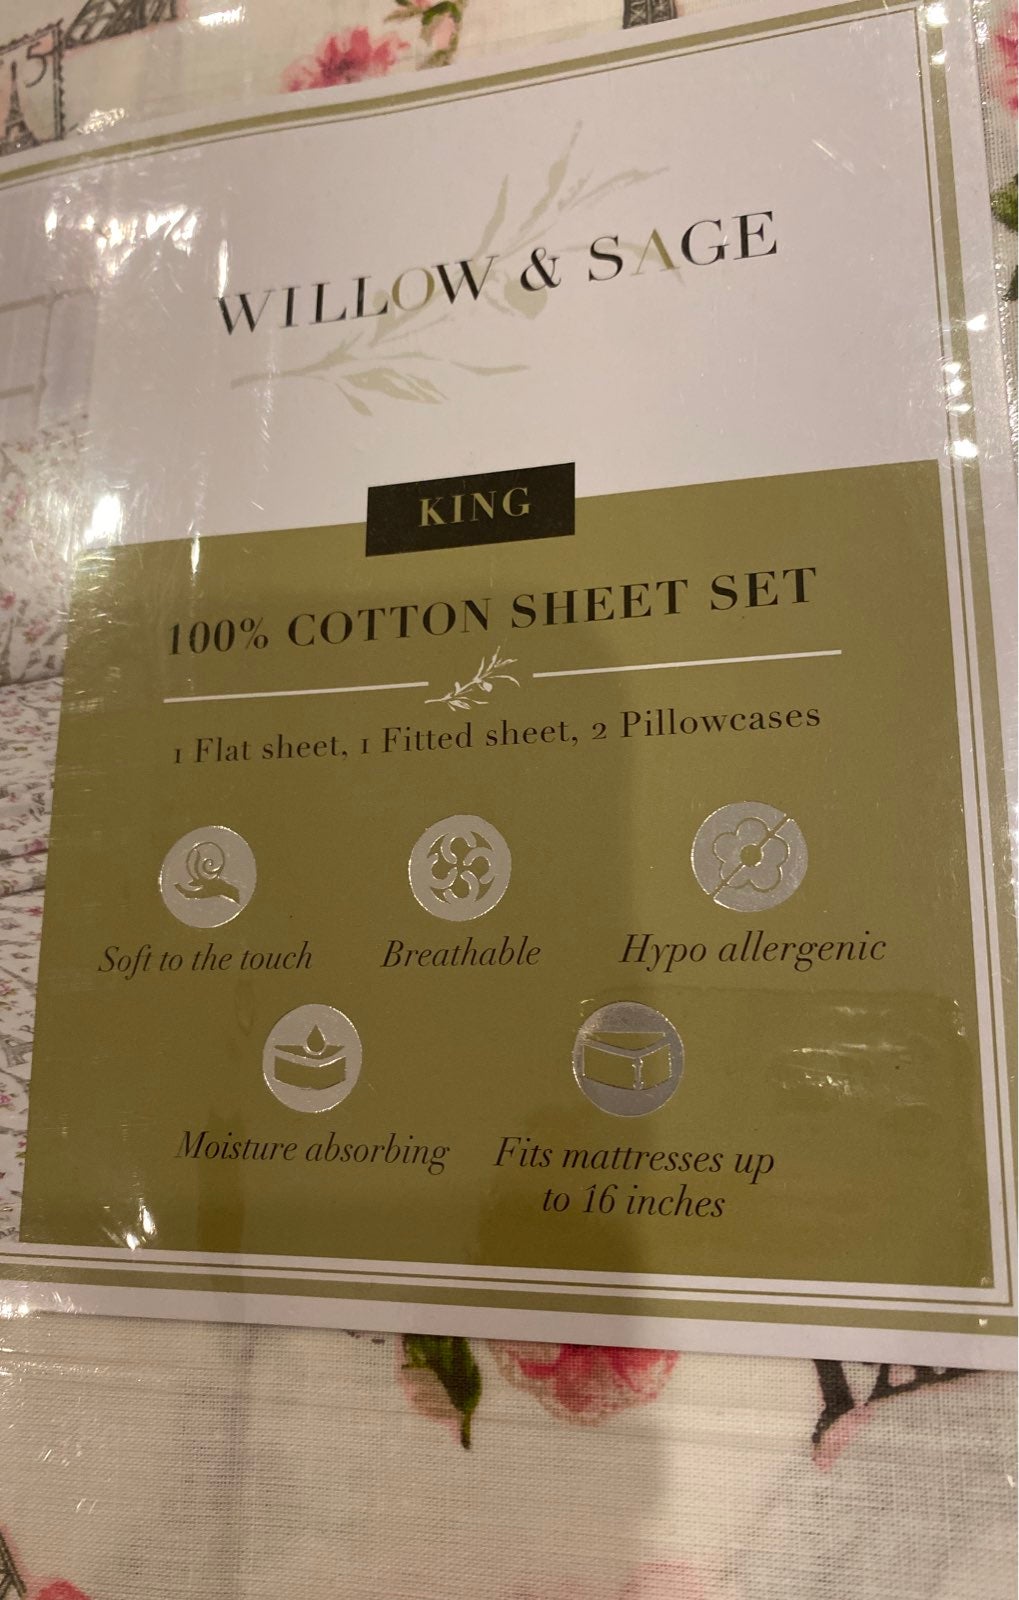 15
WILLOW & SAGE
KING
100% COTTON SHEET SET
1 Flat sheet, 1 Fitted sheet, 2 Pillowcases
Soft to the touch
Breathable
Hypo allergenic
Moisture absorbing
Fits mattresses up
to 16 inches